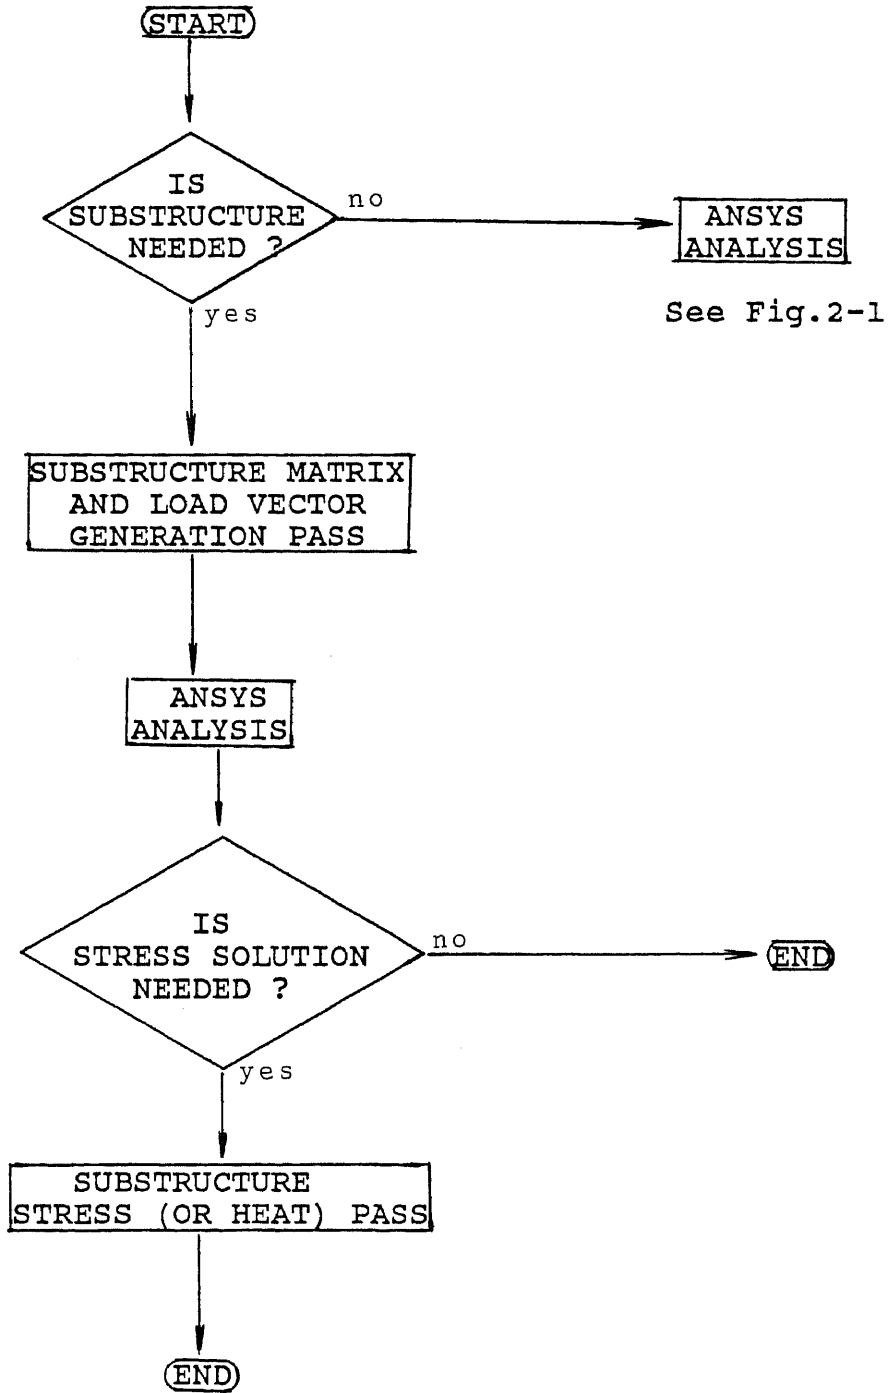 START
IS
SUBSTRUCTURE
NEEDED ?
no
ANSYS
ANALYSIS
See Fig.2-1
yes
SUBSTRUCTURE MATRIX
AND LOAD VECTOR
GENERATION PASS
ANSYS
ANALYSIS
IS
STRESS SOLUTION
NEEDED ?
no
END
yes
SUBSTRUCTURE
STRESS (OR HEAT) PASS
END